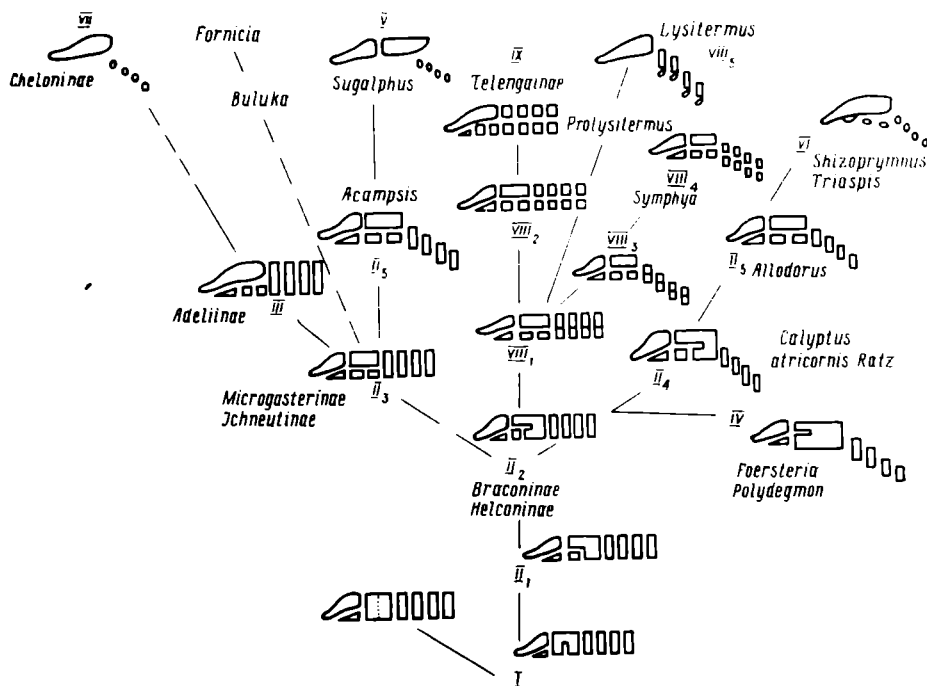 VII
Cheloninae
Fornicia
Buluka
V
Sugalphus
IX
Telengainae
Lysitermus
VIII5
Prolysitermus
VI
Shizoprymnus
Triaspis
VIII4
Symphya
Acampsis
II5
VIII2
VIII3
II5
Allodorus
III
Adeliinae
VIII1
Calyptus
atricornis Ratz
II4
Microgasterinae
Jchneutinae
II3
IV
Foersteria
Polydegmon
II2
Braconinae
Helconinae
II1
I